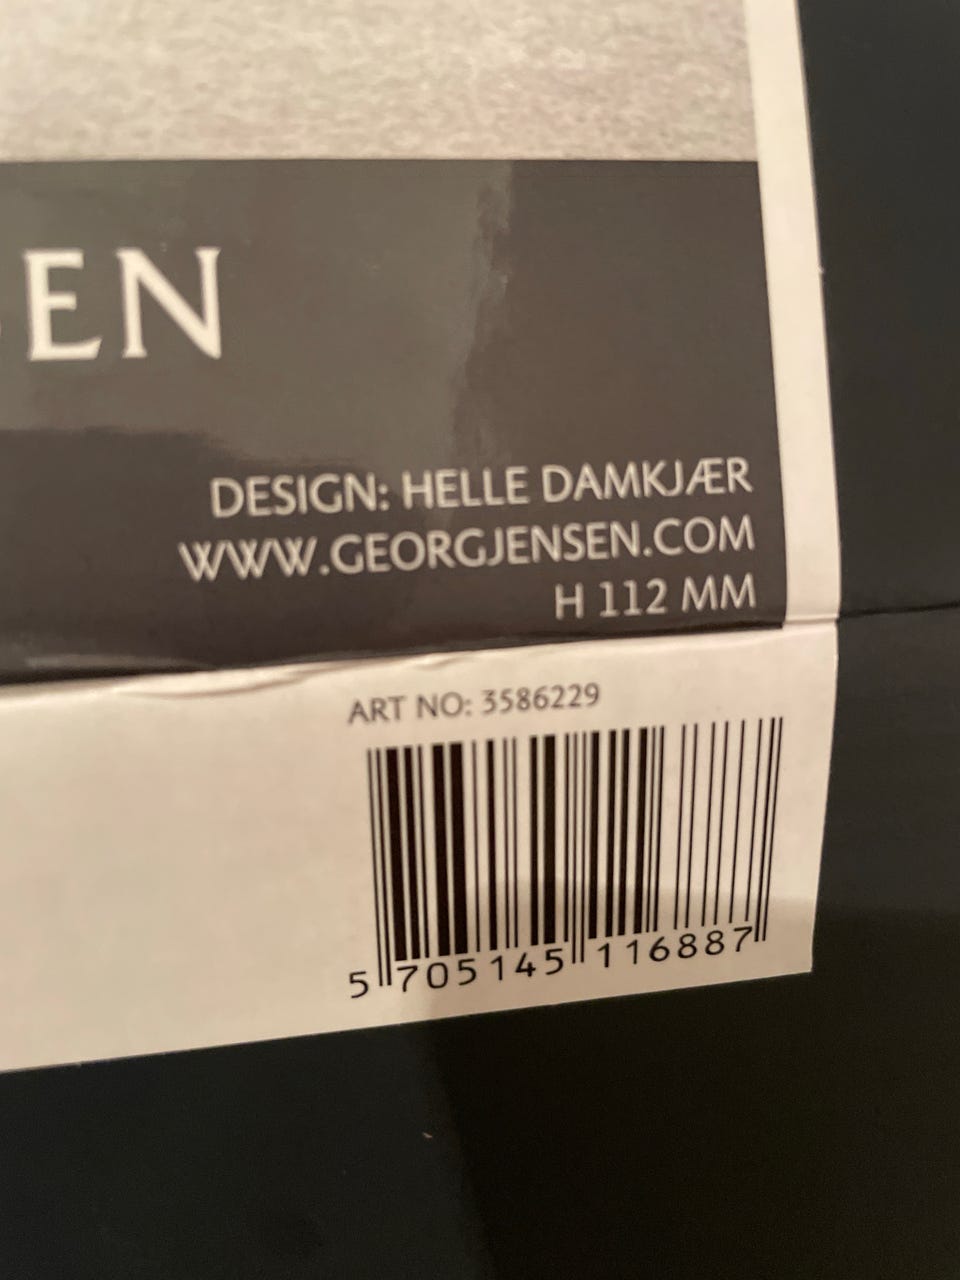 EN
DESIGN: HELLE DAMKJÆR
WWW.GEORGJENSEN.COM
H 112 MM
ART NO: 3586229
5 705145 116887